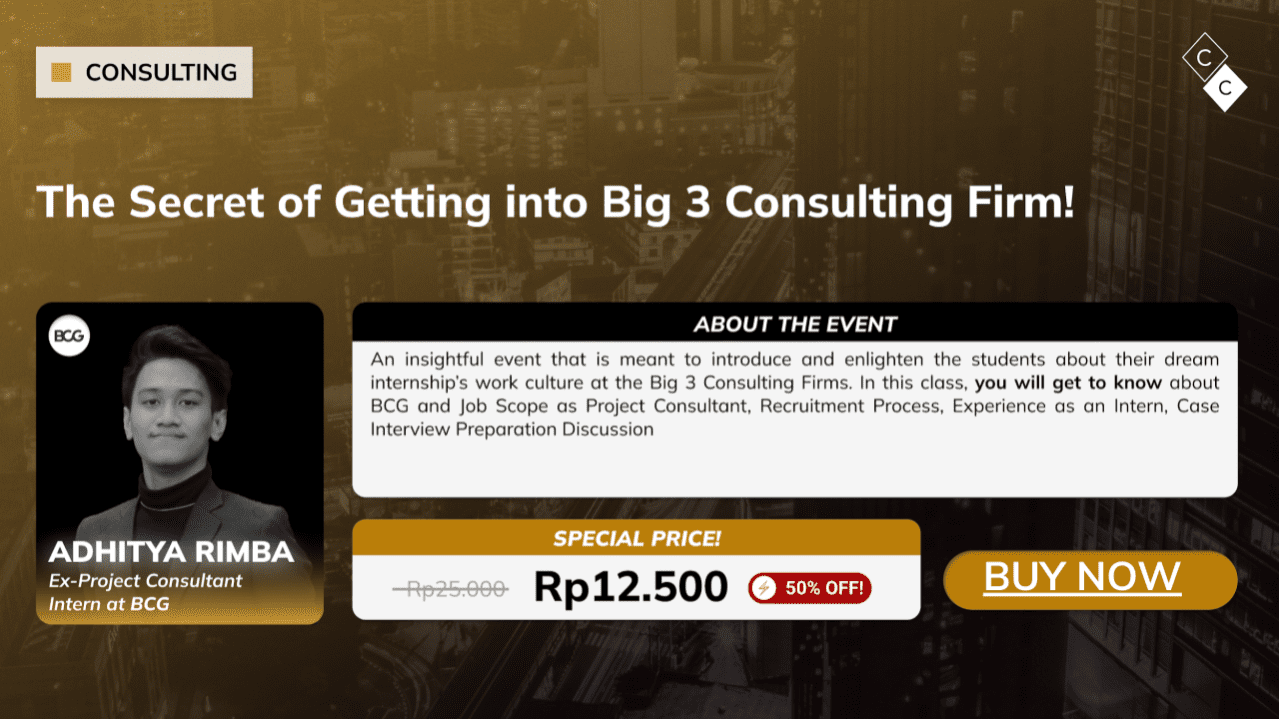 CONSULTING
C
C
The Secret of Getting into Big 3 Consulting Firm!
BCG
ADHITYA RIMBA
Ex-Project Consultant
Intern at BCG
ABOUT THE EVENT
An insightful event that is meant to introduce and enlighten the students about their dream
internship's work culture at the Big 3 Consulting Firms. In this class, you will get to know about
BCG and Job Scope as Project Consultant, Recruitment Process, Experience as an Intern, Case
Interview Preparation Discussion
SPECIAL PRICE!
Rp25.000 Rp12.500 50% OFF!
BUY NOW